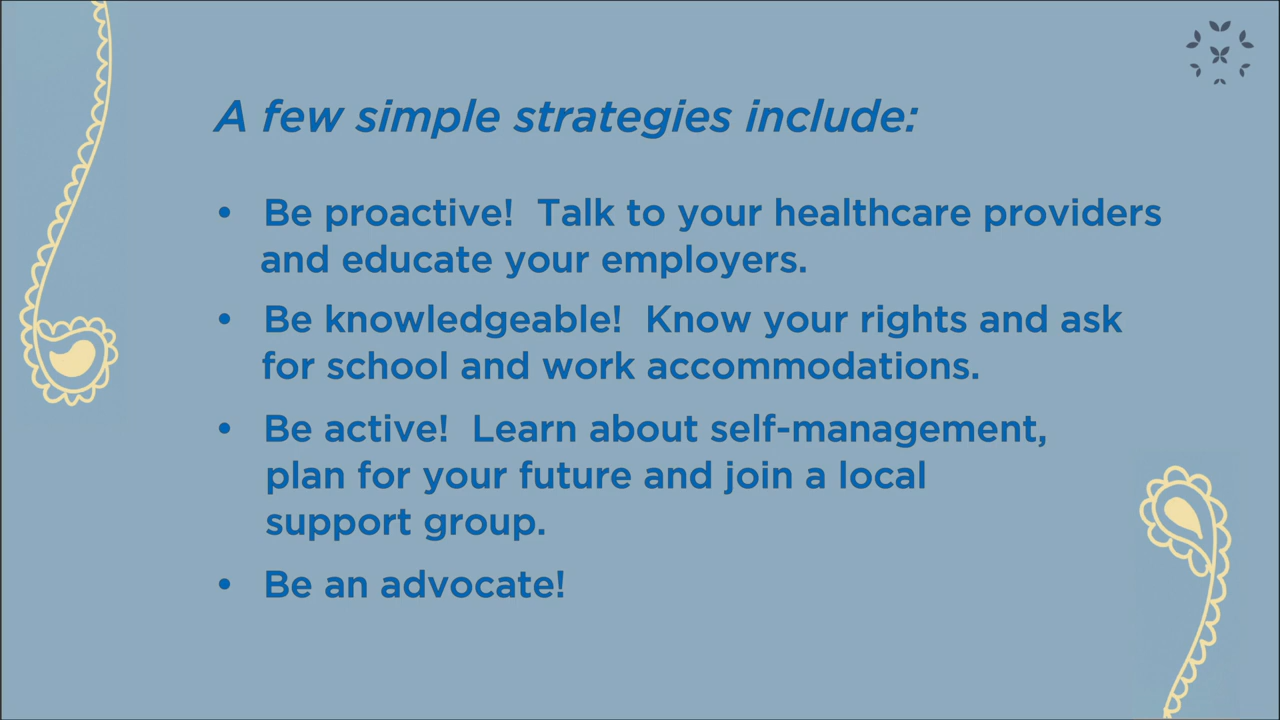 A few simple strategies include:
• Be proactive!  Talk to your healthcare providers
and educate your employers.
• Be knowledgeable!  Know your rights and ask
for school and work accommodations.
• Be active!  Learn about self-management,
plan for your future and join a local
support group.
• Be an advocate!